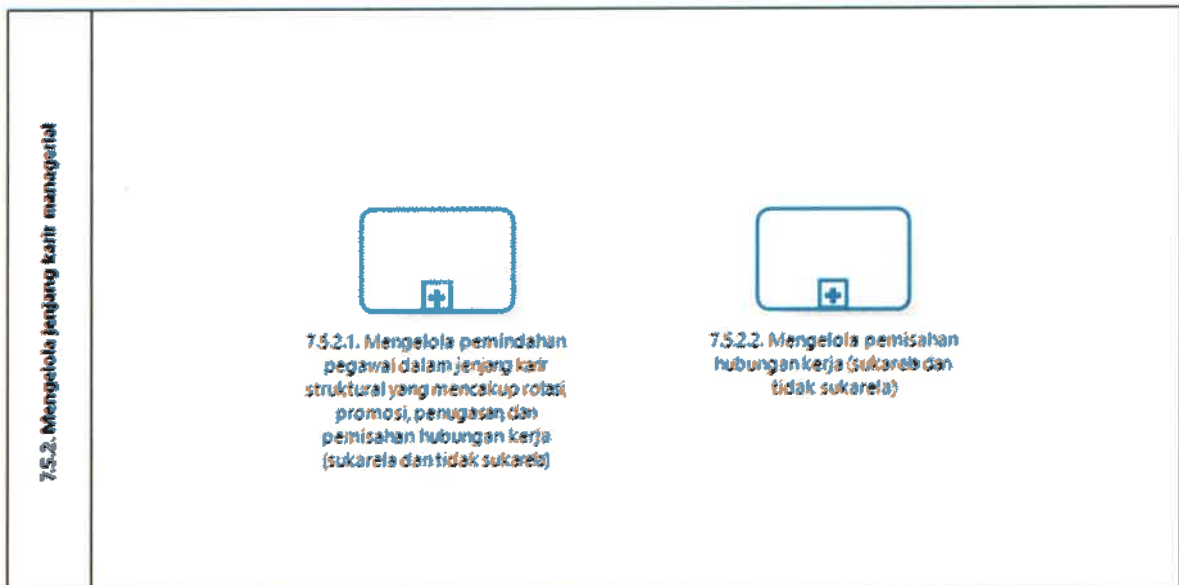 7.5.2. Mengelola jenjang karir managerial
7.5.2.1. Mengelola pemindahan
pegawai dalam jenjang karir
struktural yang mencakup rotasi,
promosi, penugasan, dan
pemisahan hubungan kerja
(sukarela dan tidak sukarela)
7.5.2.2. Mengelola pemisahan
hubungan kerja (sukarela dan
tidak sukarela)